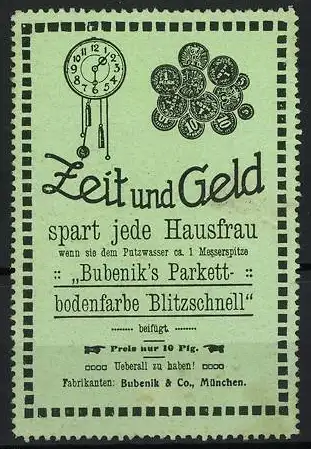 Zeit und Geld
spart jede Hausfrau
wenn sie dem Putzwasser ca. 1 Messerspitze
:: „Bubenik's Parkett- ::
bodenfarbe Blitzschnell“
beifügt.
Preis nur 10 Pfg.
Ueberall zu haben!
Fabrikanten: Bubenik & Co., München.